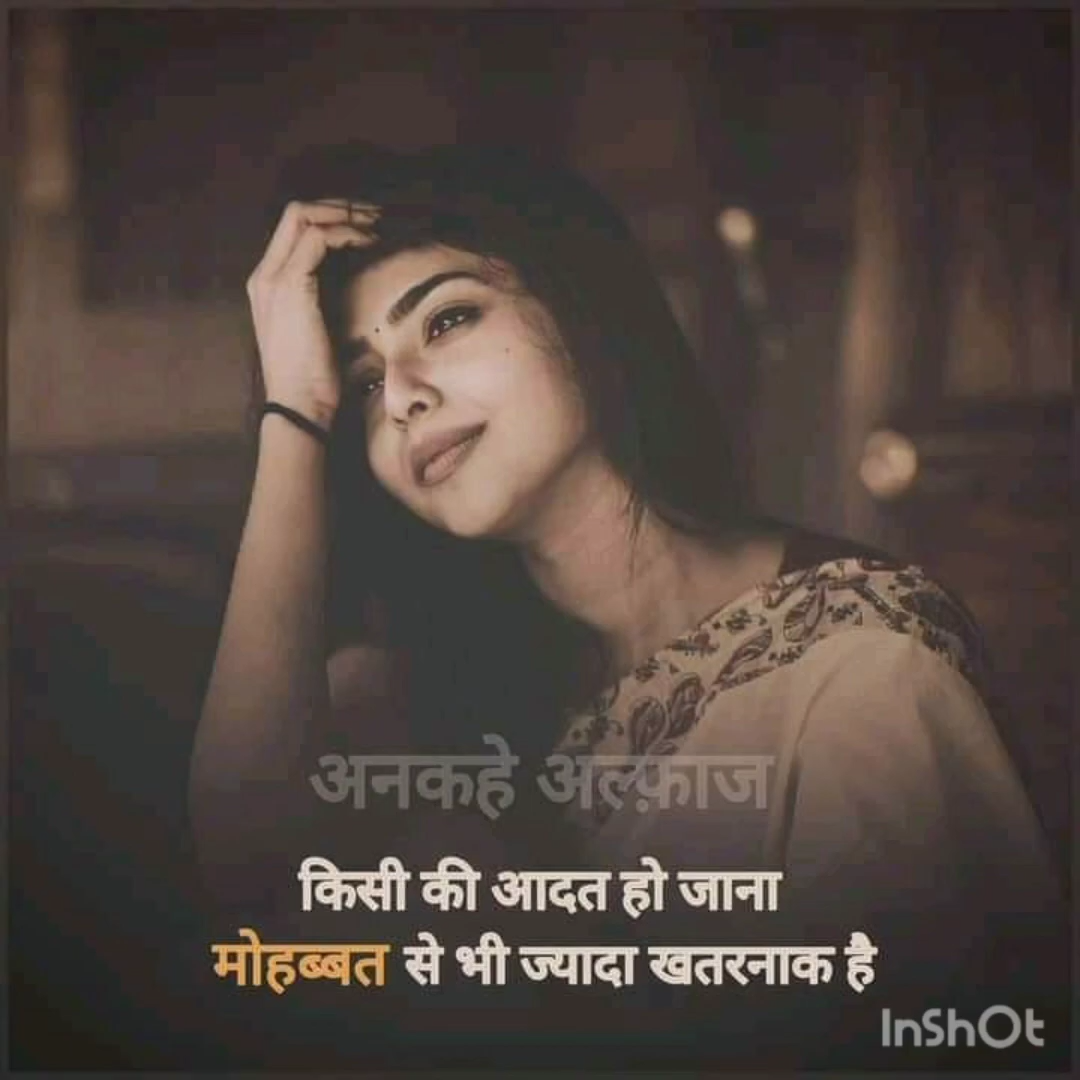 अनकहे अल्फ़ाज
किसी की आदत हो जाना
मोहब्बत से भी ज्यादा खतरनाक है
InShOt